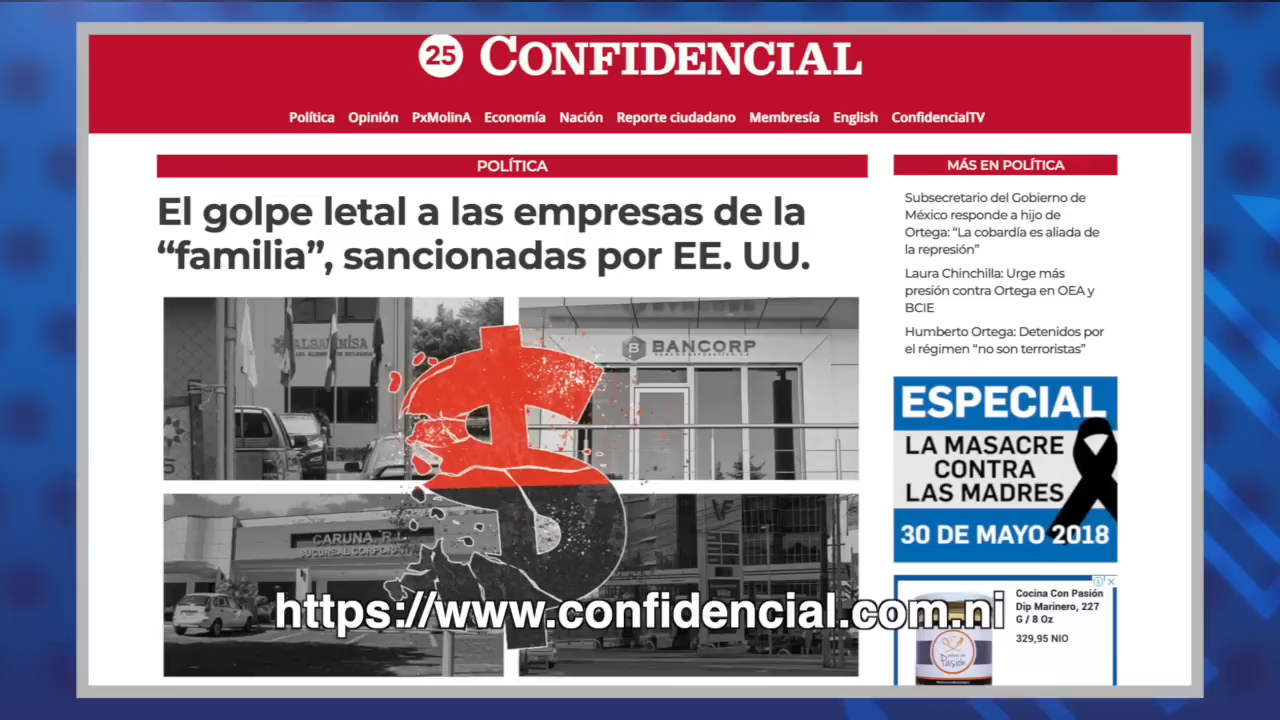 25 CONFIDENCIAL
Política Opinión PxMolinA Economía Nación Reporte ciudadano Membresía English ConfidencialTV
POLÍTICA
El golpe letal a las empresas de la
“familia”, sancionadas por EE. UU.
ALBANISA
BANCORP
CARUNA, R.L.
SUCURSAL CORPORATIVA
https://www.confidencial.com.ni
MÁS EN POLÍTICA
Subsecretario del Gobierno de
México responde a hijo de
Ortega: “La cobardía es aliada de
la represión”
Laura Chinchilla: Urge más
presión contra Ortega en OEA y
BCIE
Humberto Ortega: Detenidos por
el régimen “no son terroristas”
ESPECIAL
LA MASACRE
CONTRA
LAS MADRES
30 DE MAYO 2018
Cocina Con Pasión
Dip Marinero, 227
G / 8 Oz
329,95 NIO
Pasión